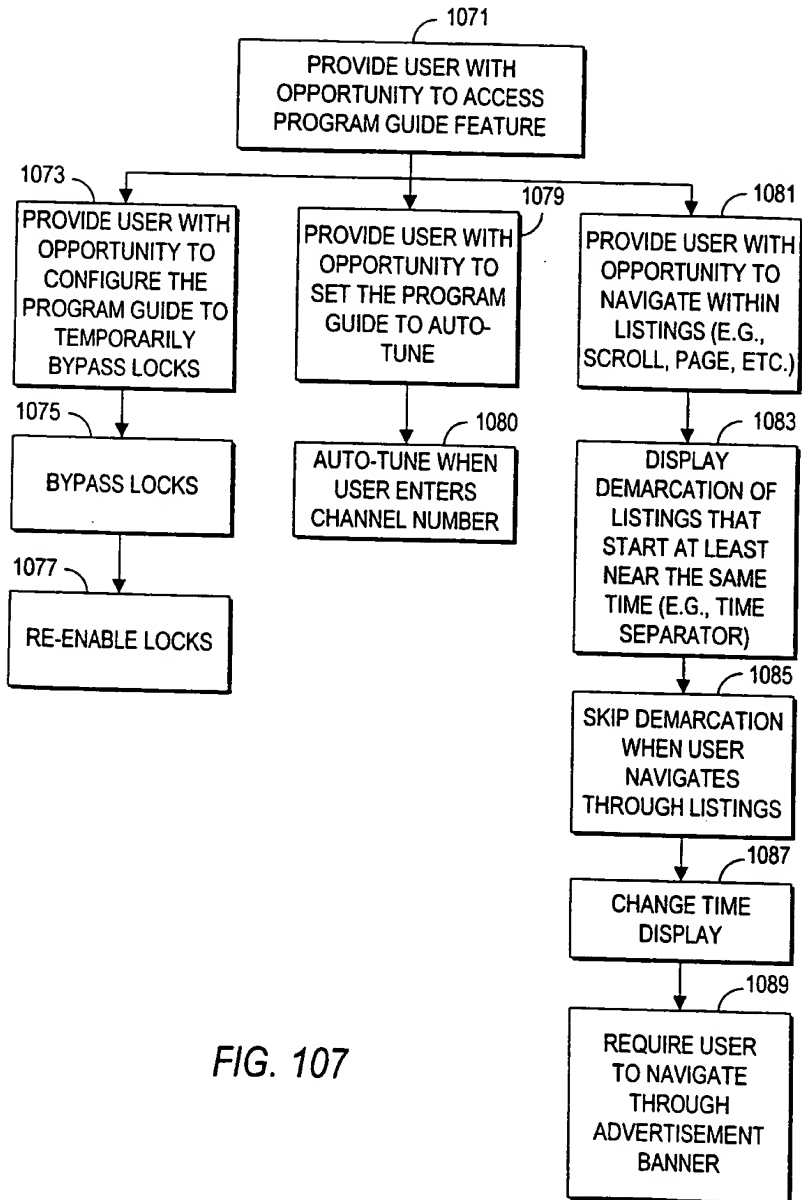 1071
PROVIDE USER WITH
OPPORTUNITY TO ACCESS
PROGRAM GUIDE FEATURE
1073
PROVIDE USER WITH
OPPORTUNITY TO
CONFIGURE THE
PROGRAM GUIDE TO
TEMPORARILY
BYPASS LOCKS
1075
BYPASS LOCKS
1077
RE-ENABLE LOCKS
1079
PROVIDE USER WITH
OPPORTUNITY TO
SET THE PROGRAM
GUIDE TO AUTO-
TUNE
1080
AUTO-TUNE WHEN
USER ENTERS
CHANNEL NUMBER
1081
PROVIDE USER WITH
OPPORTUNITY TO
NAVIGATE WITHIN
LISTINGS (E.G.,
SCROLL, PAGE, ETC.)
1083
DISPLAY
DEMARCATION OF
LISTINGS THAT
START AT LEAST
NEAR THE SAME
TIME (E.G., TIME
SEPARATOR)
1085
SKIP DEMARCATION
WHEN USER
NAVIGATES
THROUGH LISTINGS
1087
CHANGE TIME
DISPLAY
1089
REQUIRE USER
TO NAVIGATE
THROUGH
ADVERTISEMENT
BANNER
FIG. 107